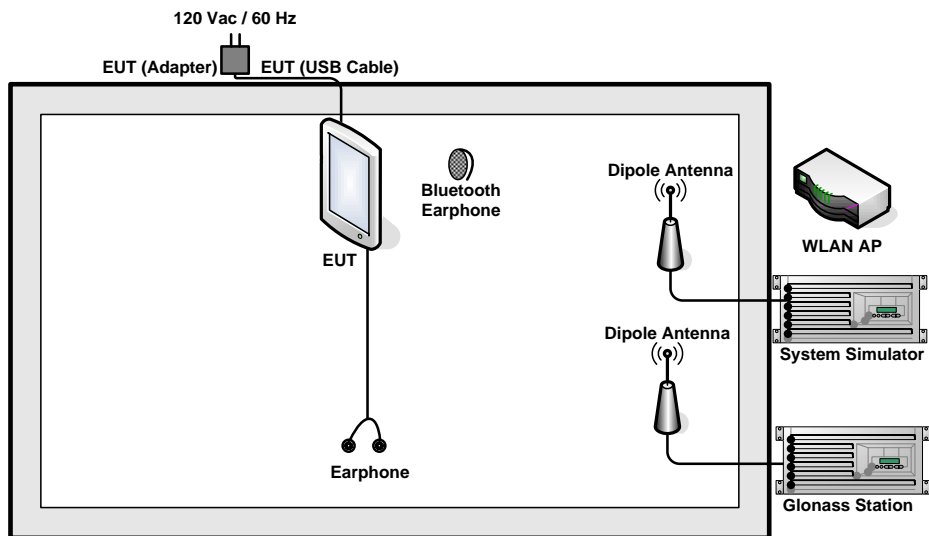 120 Vac / 60 Hz
EUT (Adapter)
EUT (USB Cable)
Bluetooth
Earphone
EUT
Dipole Antenna
WLAN AP
System Simulator
Dipole Antenna
Earphone
Glonass Station